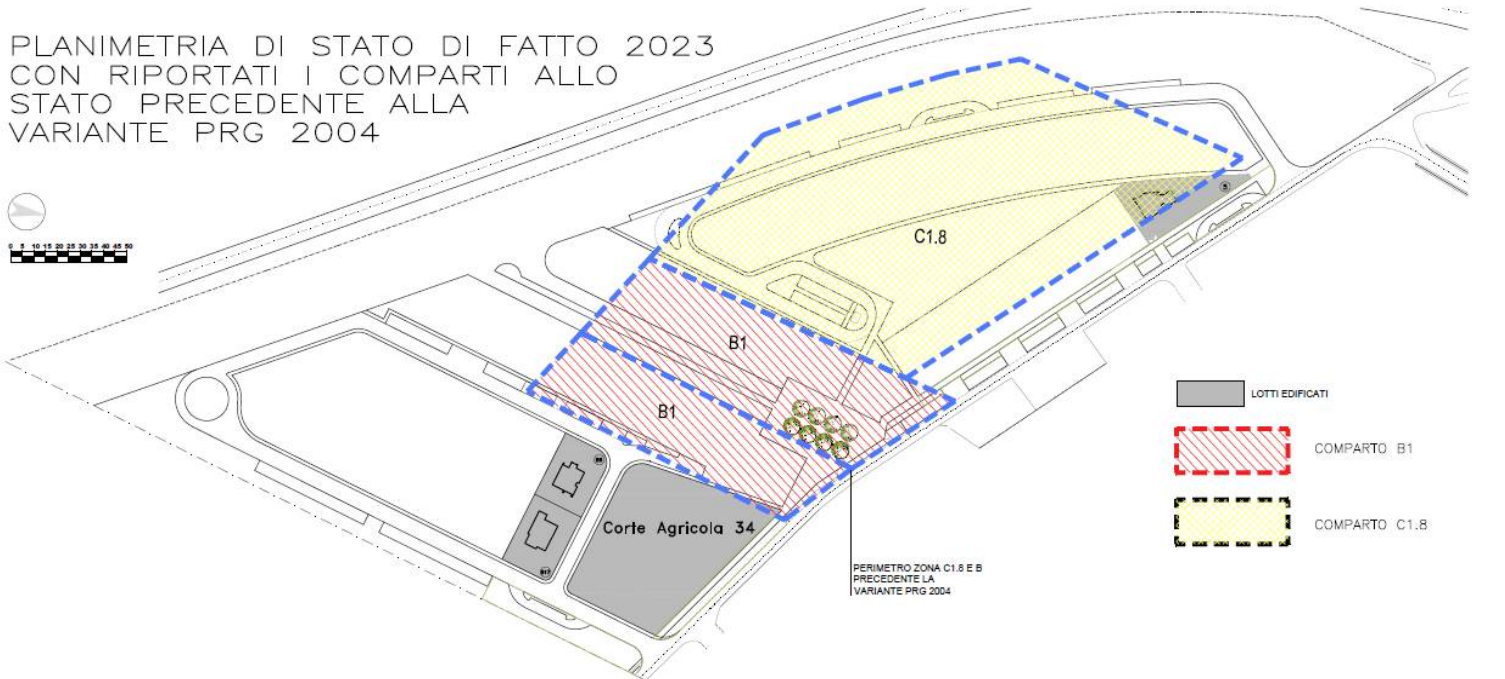 PLANIMETRIA DI STATO DI FATTO 2023
CON RIPORTATI I COMPARTI ALLO
STATO PRECEDENTE ALLA
VARIANTE PRG 2004
0 5 10 15 20 25 30 35 40 45 50
C1.8
B1
B1
Corte Agricola 34
LOTTI EDIFICATI
COMPARTO B1
COMPARTO C1.8
PERIMETRO ZONA C1.8 E B
PRECEDENTE LA
VARIANTE PRG 2004